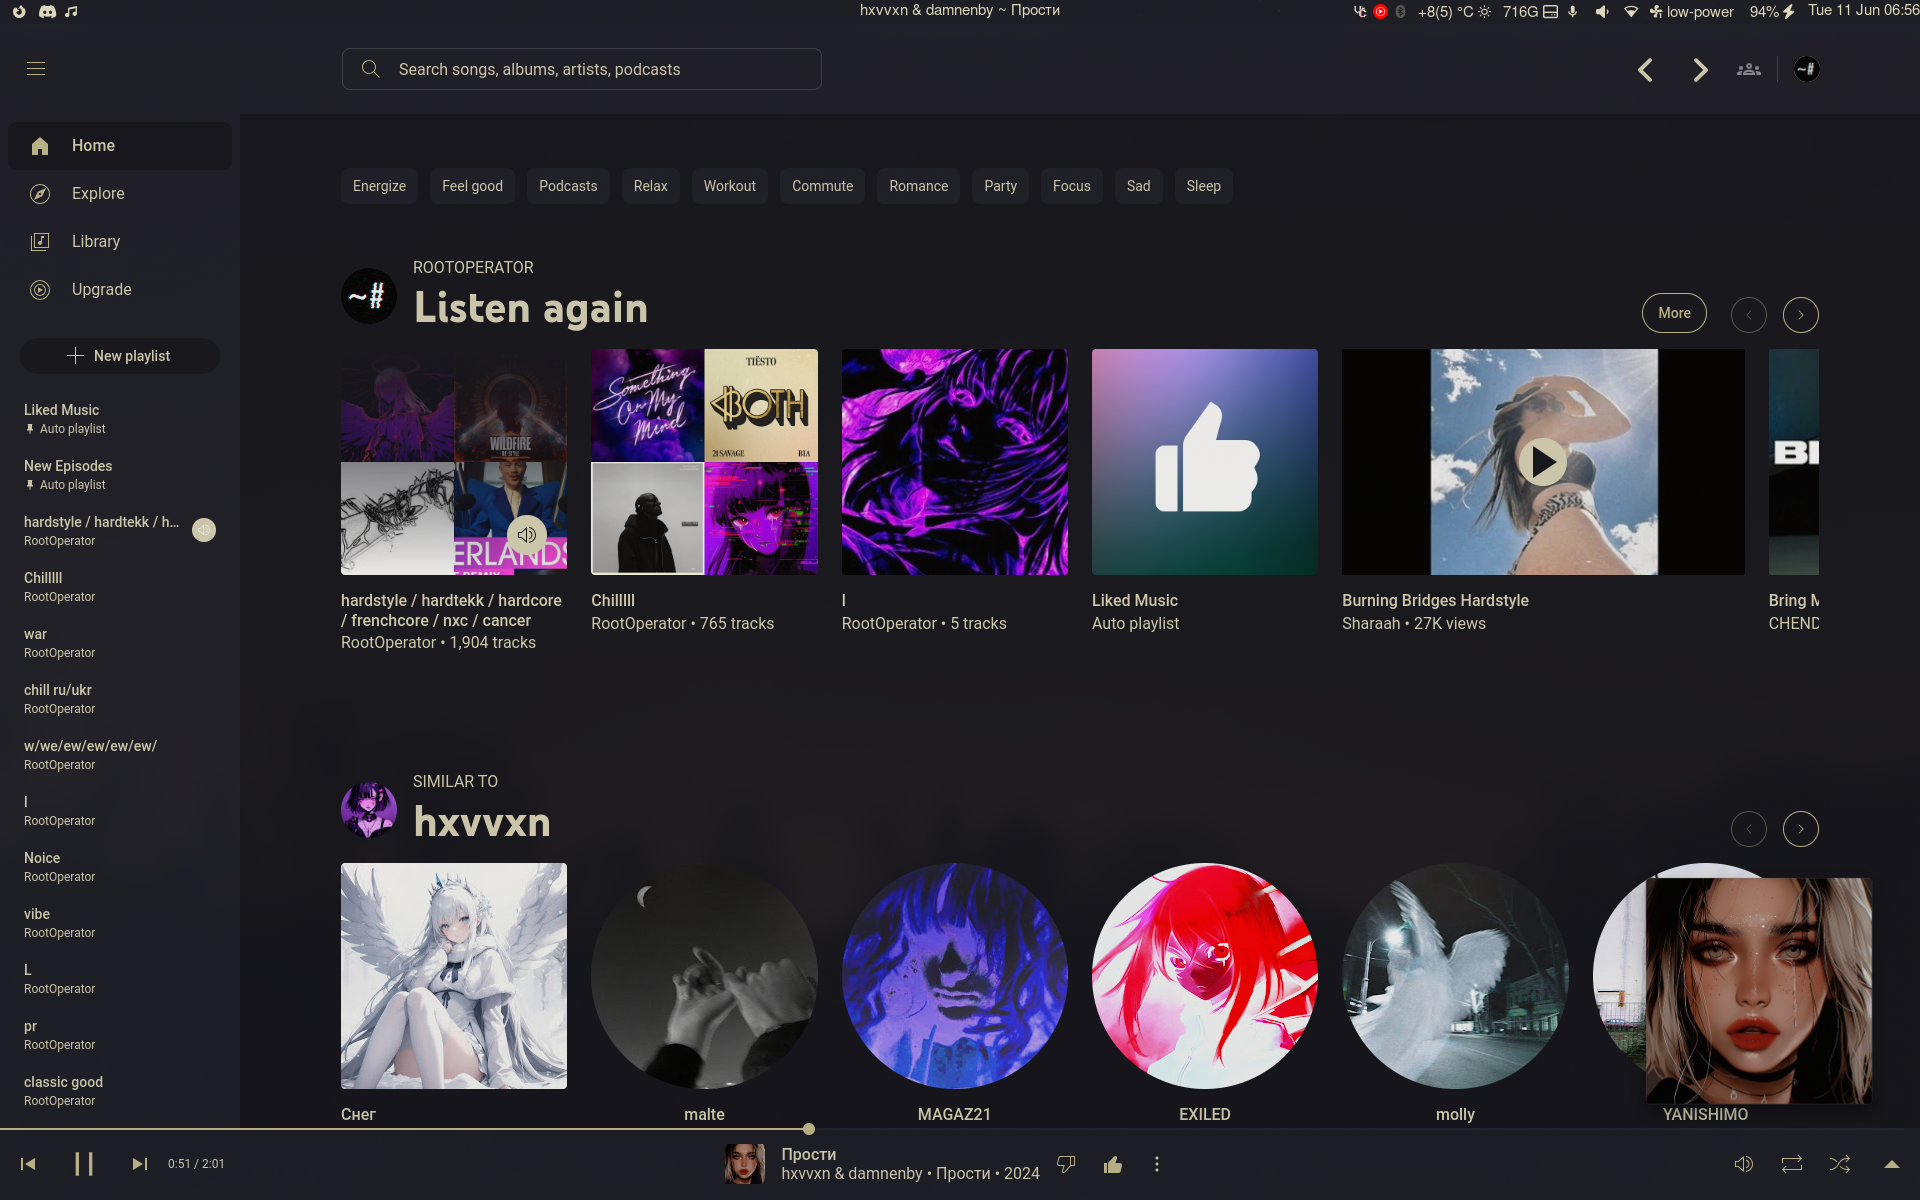 hxvvxn & damnenby ~ Прости
+8(5) °C
716G
low-power
94%
Tue 11 Jun 06:56
Search songs, albums, artists, podcasts
~#
Home
Explore
Library
Upgrade
New playlist
Liked Music
Auto playlist
New Episodes
Auto playlist
hardstyle / hardtekk / h...
RootOperator
Chilllll
RootOperator
war
RootOperator
chill ru/ukr
RootOperator
w/we/ew/ew/ew/ew/
RootOperator
I
RootOperator
Noice
RootOperator
vibe
RootOperator
L
RootOperator
pr
RootOperator
classic good
RootOperator
Energize
Feel good
Podcasts
Relax
Workout
Commute
Romance
Party
Focus
Sad
Sleep
~#
ROOTOPERATOR
Listen again
More
WILDFIRE
RE-STYLE
ERLANDS
E REMIX
Something
On My
Mind
TIËSTO
BOTH
21 SAVAGE
BIA
BI
hardstyle / hardtekk / hardcore
/ frenchcore / nxc / cancer
RootOperator • 1,904 tracks
Chilllll
RootOperator • 765 tracks
I
RootOperator • 5 tracks
Liked Music
Auto playlist
Burning Bridges Hardstyle
Sharaah • 27K views
Bring M
CHEND
SIMILAR TO
hxvvxn
Снег
malte
MAGAZ21
EXILED
molly
YANISHIMO
0:51 / 2:01
Прости
hxvvxn & damnenby • Прости • 2024